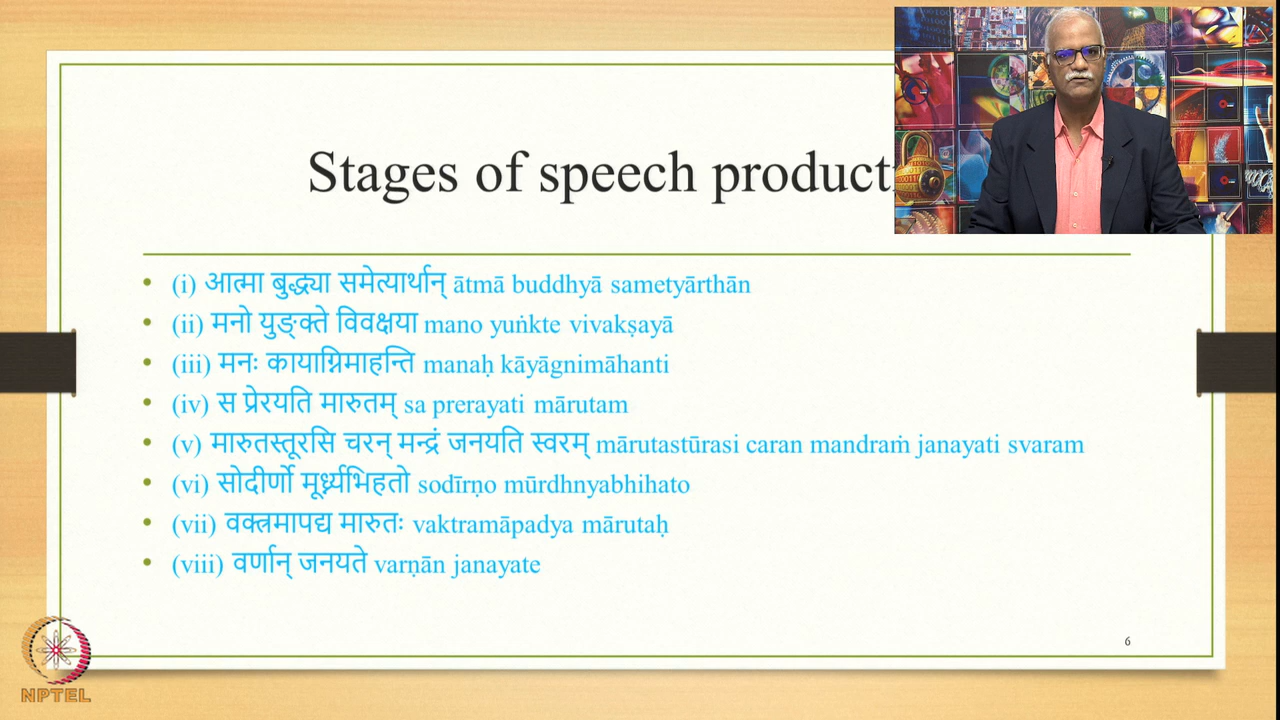 Stages of speech
• (i) आत्मा बुद्ध्या समेत्यार्थान् ātmā buddhyā sametyārthān
• (ii) मनो युङ्क्ते विवक्षया mano yuṅkte vivakṣayā
• (iii) मनः कायाग्निमाहन्ति manaḥ kāyāgnimāhanti
• (iv) स प्रेरयति मारुतम् sa prerayati mārutam
• (v) मारुतस्तूरसि चरन् मन्द्रं जनयति स्वरम् mārutastūrasi caran mandraṁ janayati svaram
• (vi) सोदीर्णो मूर्ध्न्यभिहतो sodīrṇo mūrdhnyabhihato
• (vii) वक्त्रमापद्य मारुतः vaktramāpadya mārutaḥ
• (viii) वर्णान् जनयते varṇān janayate
6
NPTEL